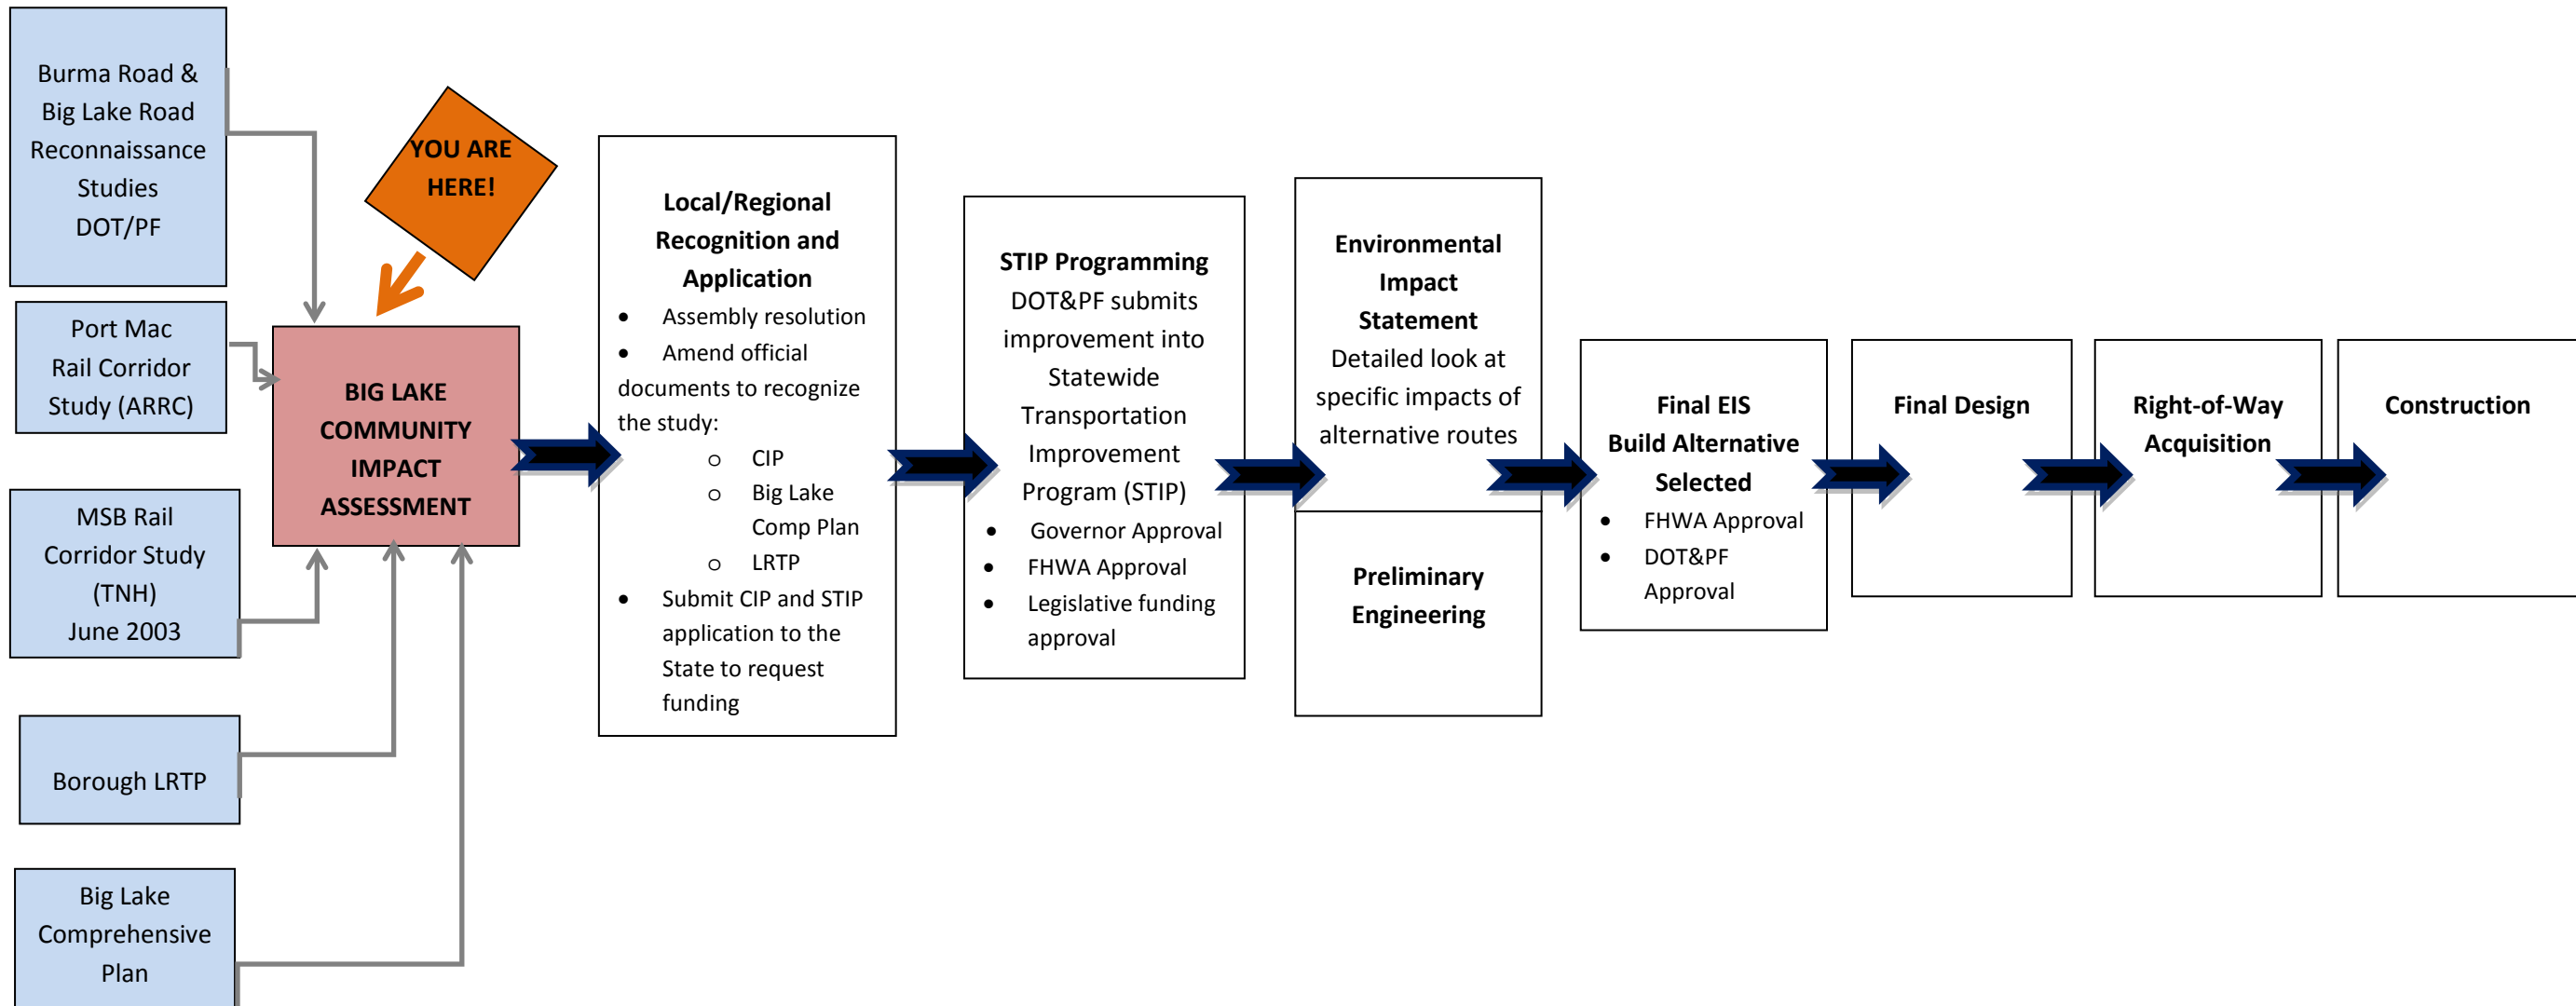 Burma Road &
Big Lake Road
Reconnaissance
Studies
DOT/PF
Port Mac
Rail Corridor
Study (ARRC)
MSB Rail
Corridor Study
(TNH)
June 2003
Borough LRTP
Big Lake
Comprehensive
Plan
YOU ARE
HERE!
BIG LAKE
COMMUNITY
IMPACT
ASSESSMENT
Local/Regional
Recognition and
Application
• Assembly resolution
• Amend official
documents to recognize
the study:
o CIP
o Big Lake
Comp Plan
o LRTP
• Submit CIP and STIP
application to the
State to request
funding
STIP Programming
DOT&PF submits
improvement into
Statewide
Transportation
Improvement
Program (STIP)
• Governor Approval
• FHWA Approval
• Legislative funding
approval
Environmental
Impact
Statement
Detailed look at
specific impacts of
alternative routes
Preliminary
Engineering
Final EIS
Build Alternative
Selected
• FHWA Approval
• DOT&PF
Approval
Final Design
Right-of-Way
Acquisition
Construction